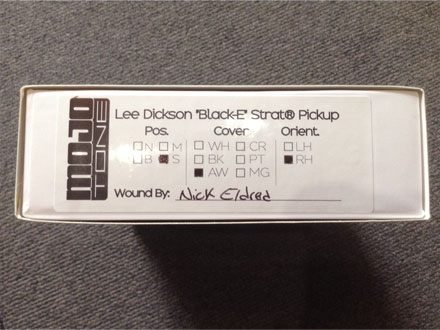 MOJO
TONE
Lee Dickson "Black-E" Strat® Pickup
Pos. Cover Orient.
N M WH CR LH
B S BK PT RH
AW MG
Wound By: Nick Eldred